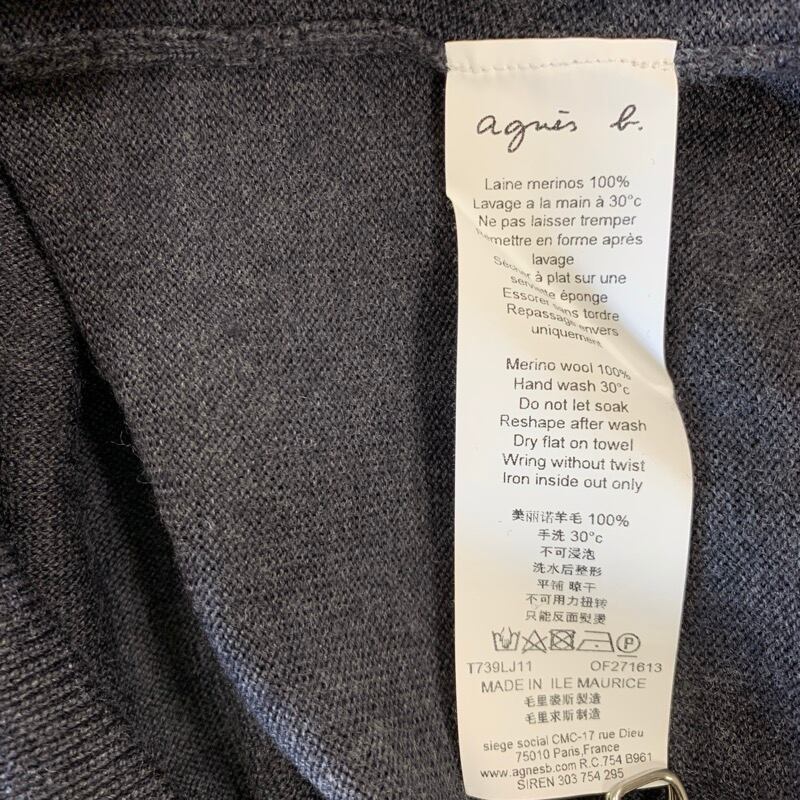 agnès b.
Laine merinos 100%
Lavage a la main à 30°c
Ne pas laisser tremper
Remettre en forme après
lavage
Sécher à plat sur une
serviette éponge
Essorer sans tordre
Repassage envers
uniquement
Merino wool 100%
Hand wash 30°c
Do not let soak
Reshape after wash
Dry flat on towel
Wring without twist
Iron inside out only
美丽诺羊毛 100%
手洗 30°c
不可浸泡
洗水后整形
平铺 晾干
不可用力扭转
只能反面熨烫
P
T739LJ11 OF271613
MADE IN ILE MAURICE
毛里裘斯製造
毛里求斯制造
siege social CMC-17 rue Dieu
75010 Paris,France
www.agnesb.com R.C.754 B961
SIREN 303 754 295